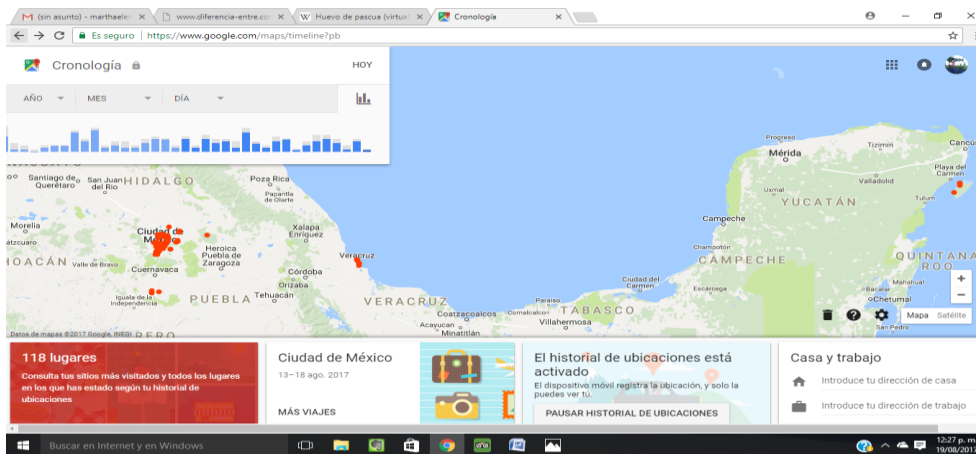 (sin asunto) - marthaele
www.diferencia-entre.co
Huevo de pascua (virtua
Cronología
Es seguro | https://www.google.com/maps/timeline?pb
Cronología
HOY
AÑO
MES
DÍA
Santiago de Querétaro
San Juan del Rio
HIDALGO
Poza Rica
Papantla de Olarte
Morelia
Ciudad de
Xalapa Enríquez
Heroica Puebla de Zaragoza
Veracruz
Valle de Bravo
Cuernavaca
Córdoba
Orizaba
Iguala de la Independencia
PUEBLA
Tehuacán
VERACRUZ
Coatzacoalcos
Comalcalco
Paraíso
TABASCO
Villahermosa
Acayucan
Minatitlán
Ciudad del Carmen
Escárcega
Champotón
CAMPECHE
Campeche
Progreso
Mérida
Tizimín
Cancú
Playa del Carmen
Valladolid
Uxmal
YUCATÁN
Tulum
QUINTANA ROO
Mahahual
Bacalar
Chetumal
San Pedro
+
−
Mapa
Satélite
Datos de mapas ©2017 Google, INEGI
118 lugares
Consulta tus sitios más visitados y todos los lugares
en los que has estado según tu historial de
ubicaciones
Ciudad de México
13–18 ago. 2017
MÁS VIAJES
El historial de ubicaciones está
activado
El dispositivo móvil registra la ubicación, y solo la
puedes ver tú.
PAUSAR HISTORIAL DE UBICACIONES
Casa y trabajo
Introduce tu dirección de casa
Introduce tu dirección de trabajo
Buscar en Internet y en Windows
12:27 p. m.
19/08/2017